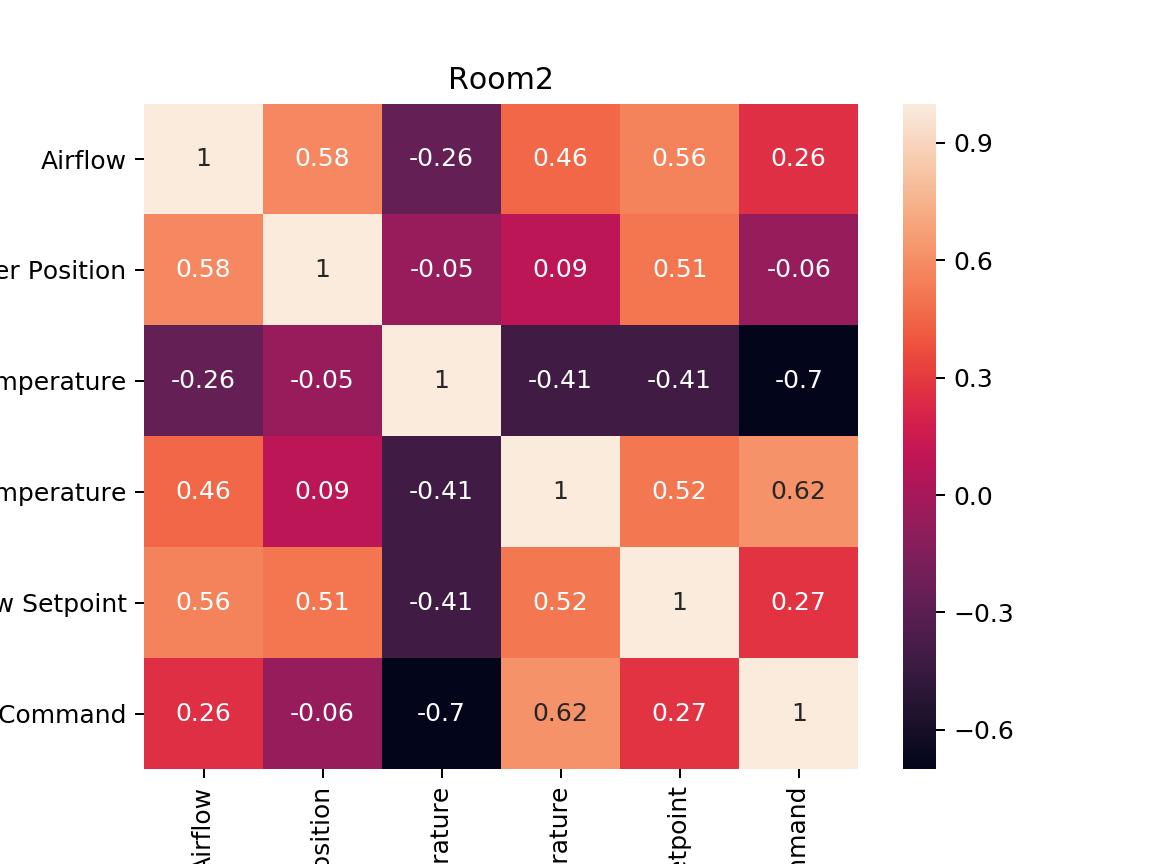 Room2
Airflow 1 0.58 -0.26 0.46 0.56 0.26
er Position 0.58 1 -0.05 0.09 0.51 -0.06
mperature -0.26 -0.05 1 -0.41 -0.41 -0.7
mperature 0.46 0.09 -0.41 1 0.52 0.62
w Setpoint 0.56 0.51 -0.41 0.52 1 0.27
Command 0.26 -0.06 -0.7 0.62 0.27 1
Airflow
osition
rature
rature
etpoint
mmand
0.9
0.6
0.3
0.0
−0.3
−0.6